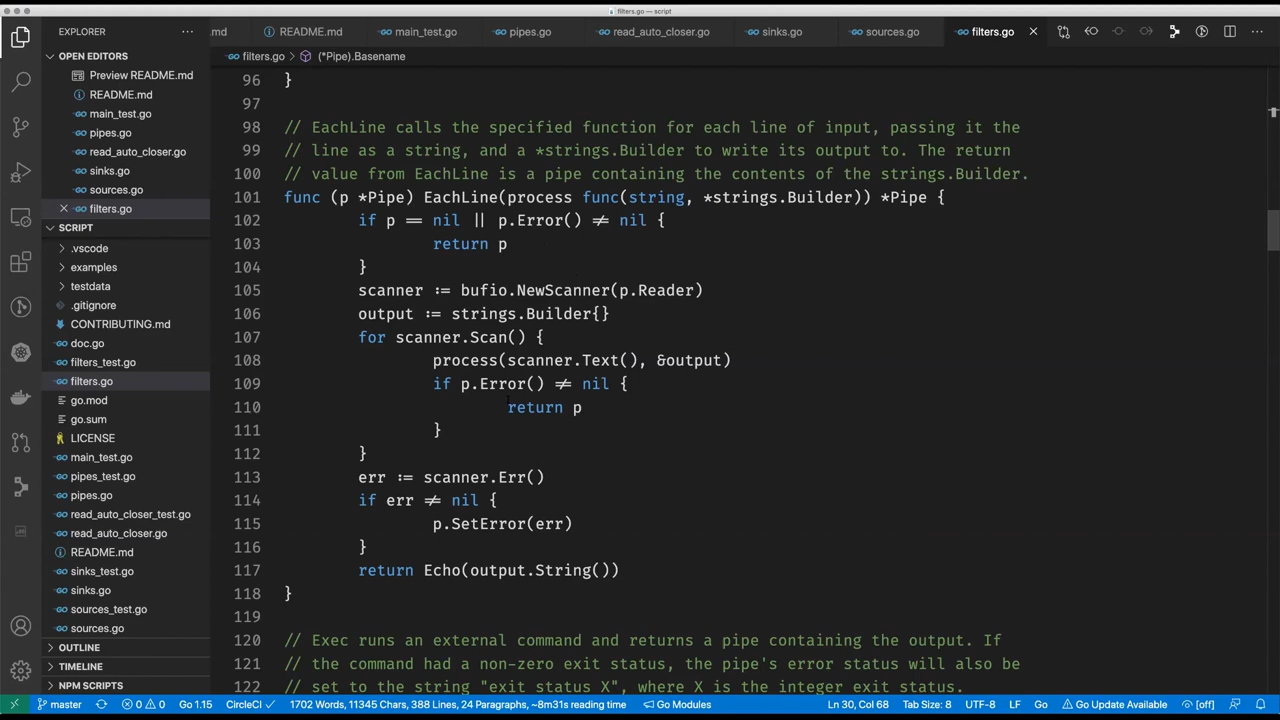 filters.go — script
EXPLORER
···
OPEN EDITORS
Preview README.md
README.md
main_test.go
pipes.go
read_auto_closer.go
sinks.go
sources.go
filters.go
SCRIPT
.vscode
examples
testdata
.gitignore
CONTRIBUTING.md
doc.go
filters_test.go
filters.go
go.mod
go.sum
LICENSE
main_test.go
pipes_test.go
pipes.go
read_auto_closer_test.go
read_auto_closer.go
README.md
sinks_test.go
sinks.go
sources_test.go
sources.go
OUTLINE
TIMELINE
NPM SCRIPTS
.md README.md main_test.go pipes.go read_auto_closer.go sinks.go sources.go filters.go
filters.go > (*Pipe).Basename
96 }
97
98 // EachLine calls the specified function for each line of input, passing it the
99 // line as a string, and a *strings.Builder to write its output to. The return
100 // value from EachLine is a pipe containing the contents of the strings.Builder.
101 func (p *Pipe) EachLine(process func(string, *strings.Builder)) *Pipe {
102 if p == nil || p.Error() != nil {
103 return p
104 }
105 scanner := bufio.NewScanner(p.Reader)
106 output := strings.Builder{}
107 for scanner.Scan() {
108 process(scanner.Text(), &output)
109 if p.Error() != nil {
110 return p
111 }
112 }
113 err := scanner.Err()
114 if err != nil {
115 p.SetError(err)
116 }
117 return Echo(output.String())
118 }
119
120 // Exec runs an external command and returns a pipe containing the output. If
121 // the command had a non-zero exit status, the pipe's error status will also be
122 // set to the string "exit status X", where X is the integer exit status.
master 0 0 Go 1.15 CircleCI ✓ 1702 Words, 11345 Chars, 388 Lines, 24 Paragraphs, ~8m31s reading time Go Modules Ln 30, Col 68 Tab Size: 8 UTF-8 LF Go Go Update Available [off]